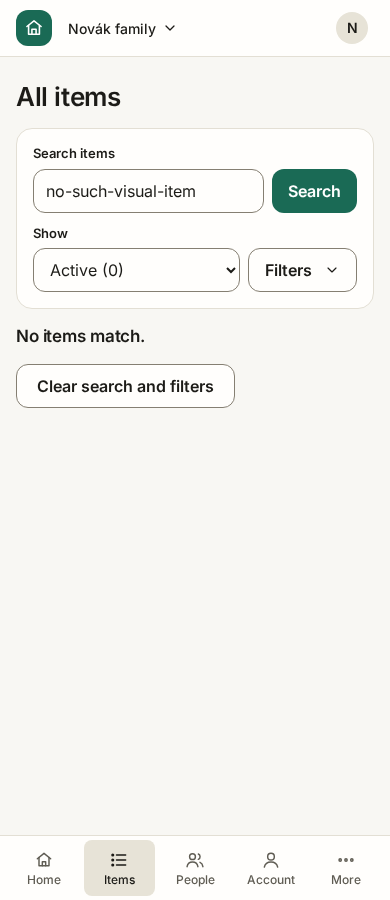 Novák family
N
All items
Search items
no-such-visual-item
Search
Show
Active (0)
Filters
No items match.
Clear search and filters
Home
Items
People
Account
More